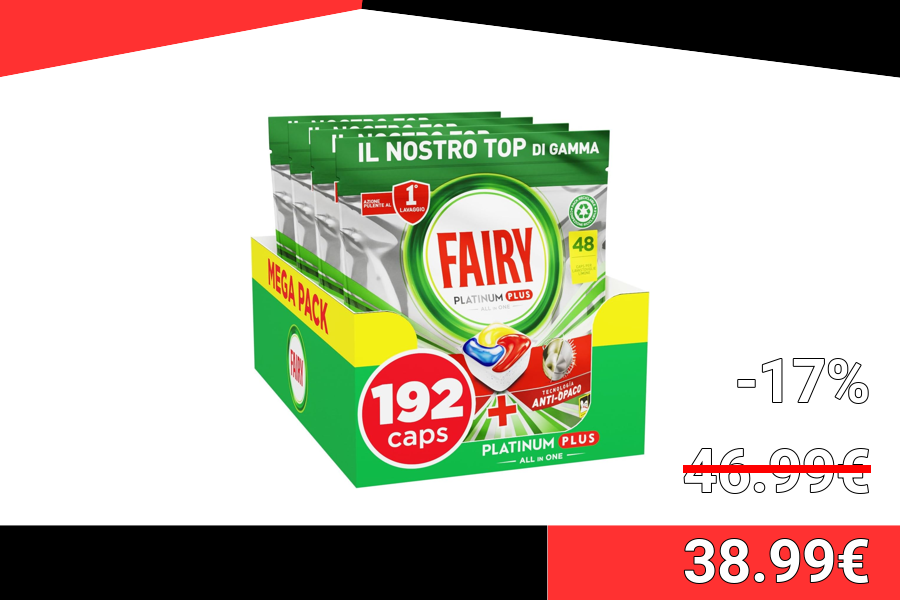 IL NOSTRO TOP DI GAMMA
AZIONE
PULENTE AL
1°
LAVAGGIO
FAIRY
PLATINUM PLUS
ALL IN ONE
48
MEGA PACK
FAIRY
192
caps
+
TECNOLOGIA
ANTI-OPACO
PLATINUM PLUS
ALL IN ONE
-17%
46.99€
38.99€